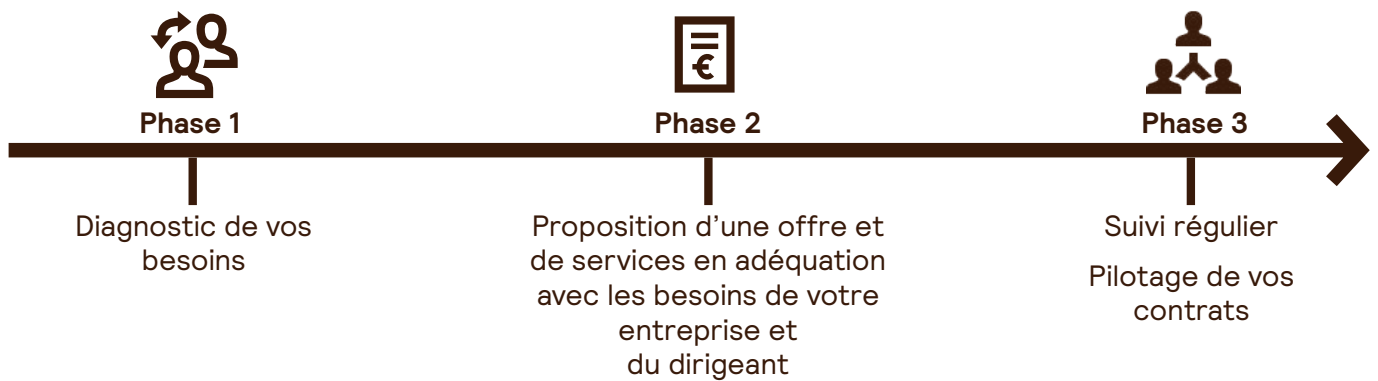 Phase 1
Phase 2
Phase 3
Diagnostic de vos
besoins
Proposition d’une offre et
de services en adéquation
avec les besoins de votre
entreprise et
du dirigeant
Suivi régulier
Pilotage de vos
contrats